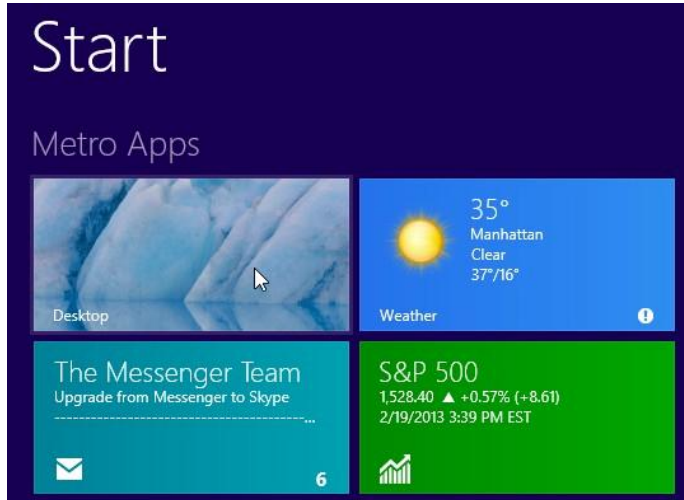 Start
Metro Apps
Desktop
35°
Manhattan
Clear
37°/16°
Weather
The Messenger Team
Upgrade from Messenger to Skype
----------------------------------------...
6
S&P 500
1,528.40 ▲ +0.57% (+8.61)
2/19/2013 3:39 PM EST